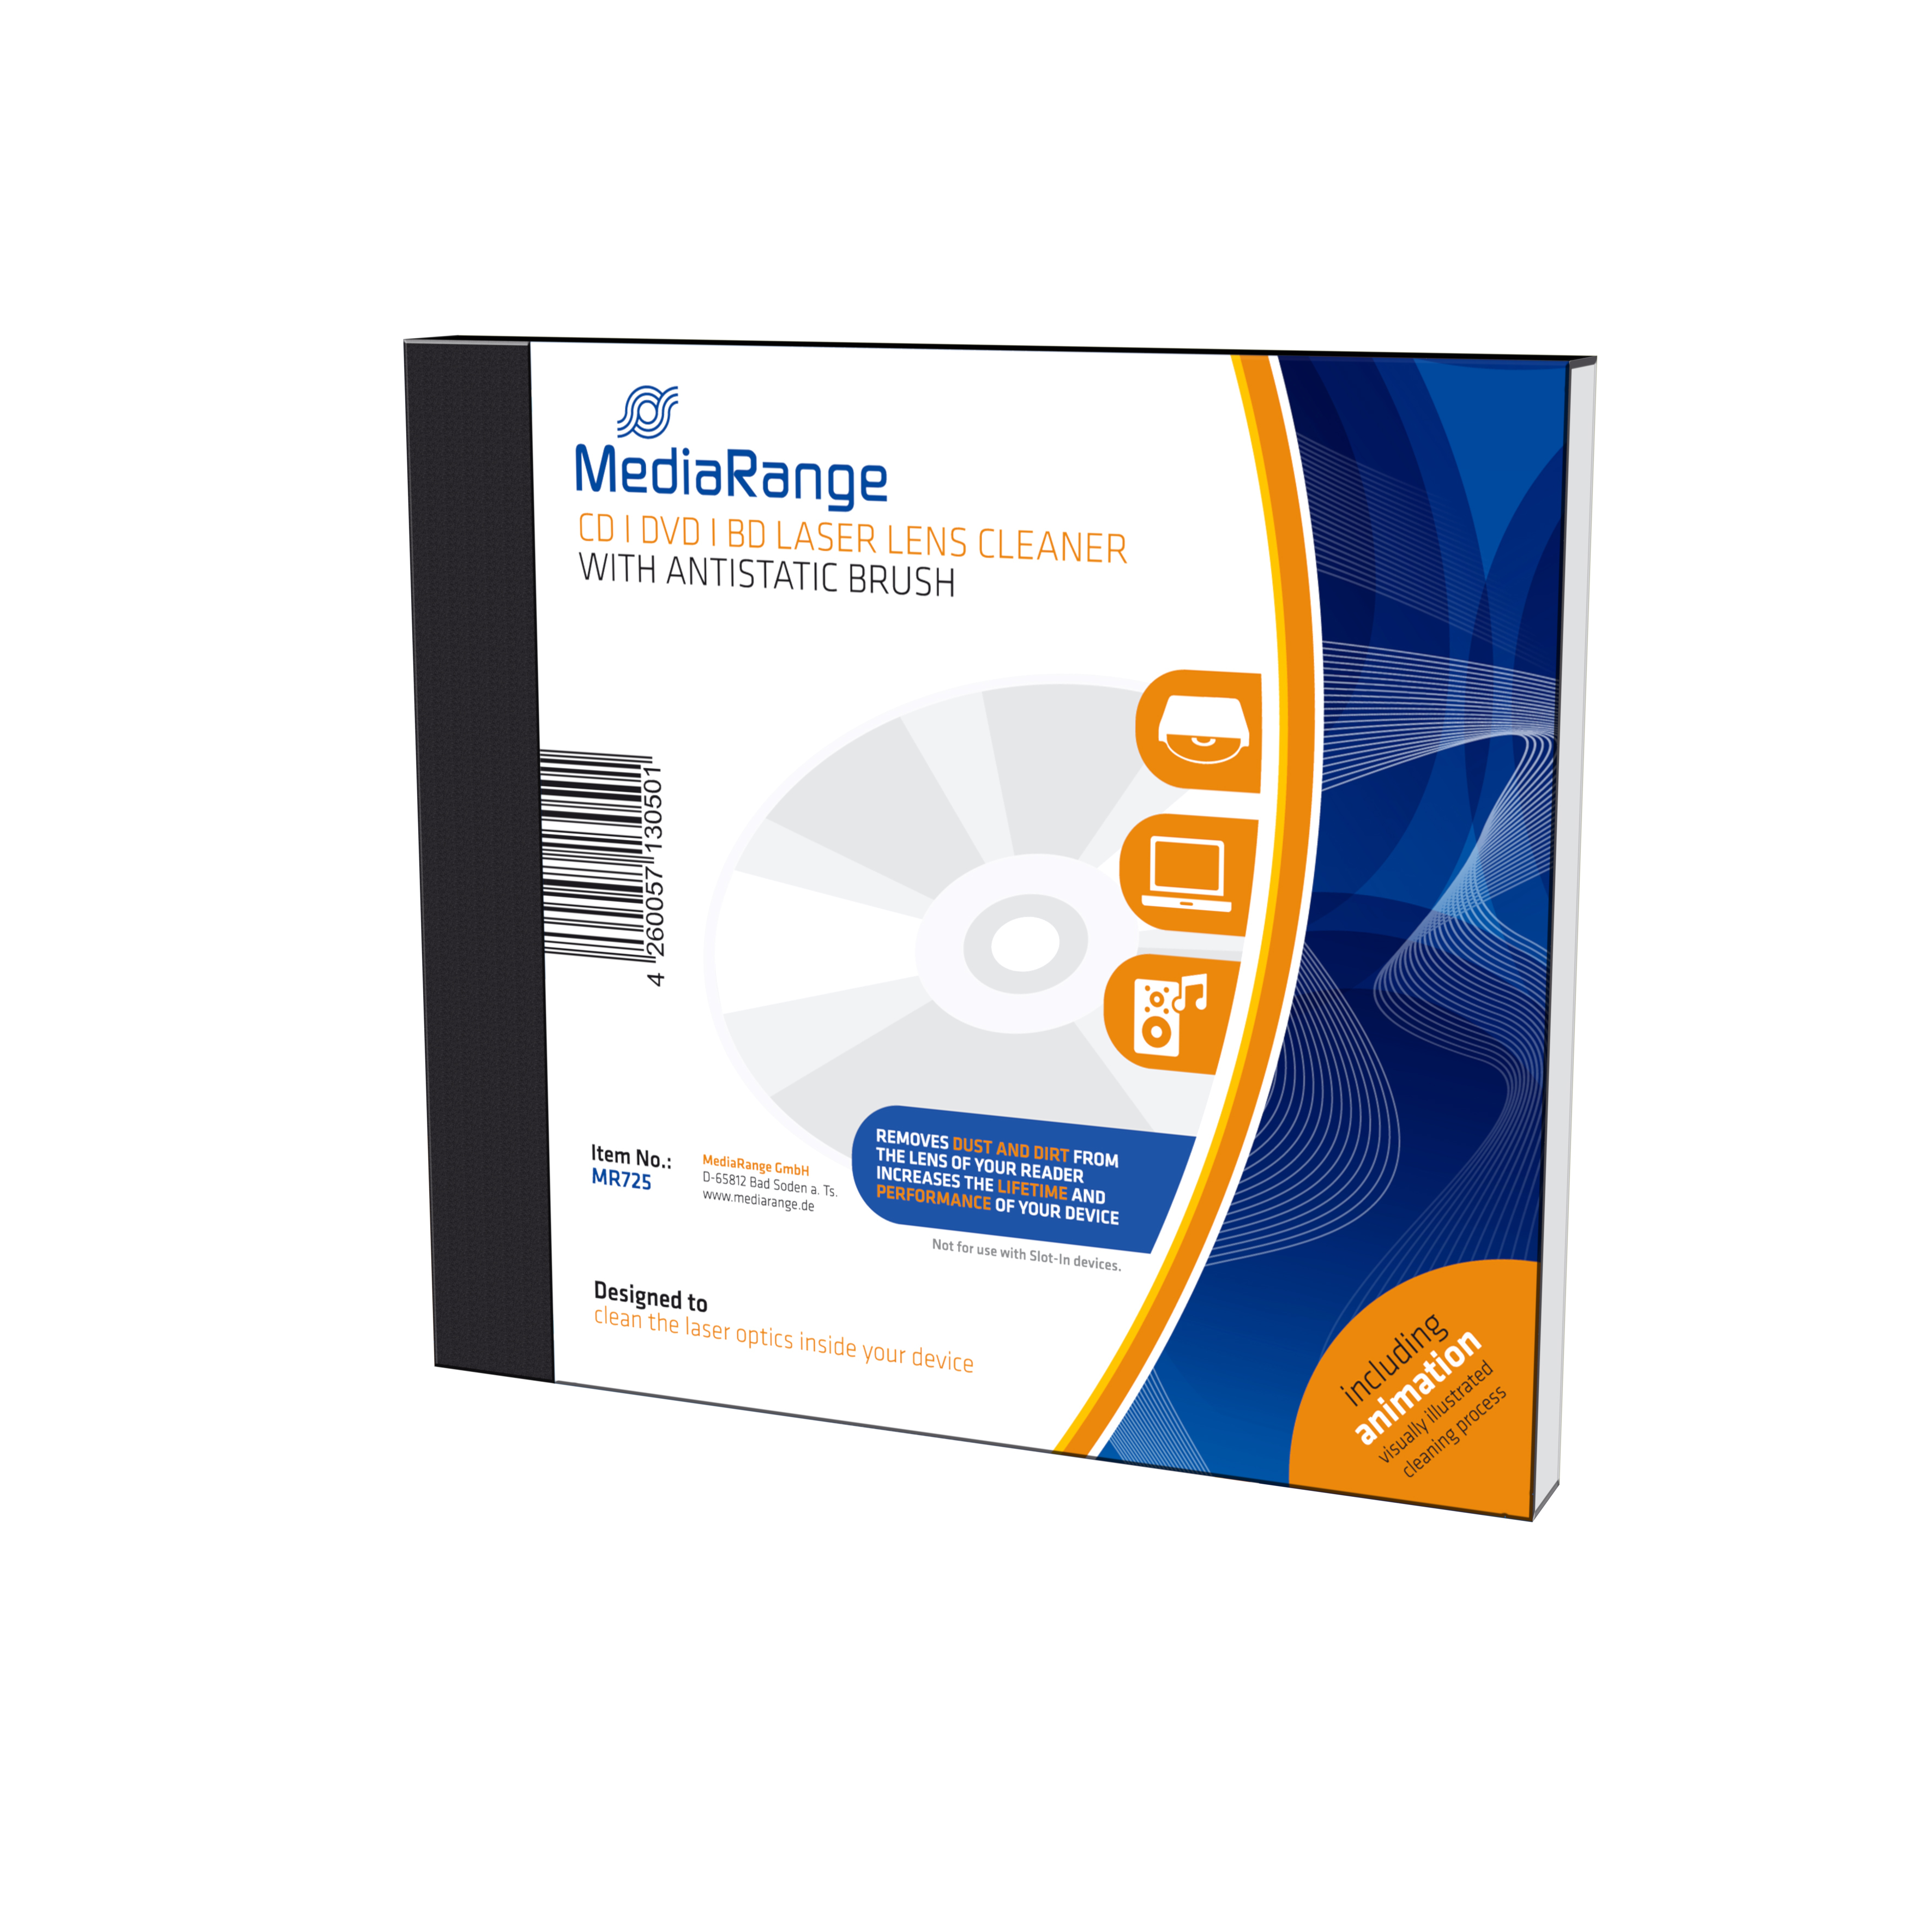 MediaRange
CD I DVD I BD LASER LENS CLEANER
WITH ANTISTATIC BRUSH
4 260057 130501
REMOVES DUST AND DIRT FROM
THE LENS OF YOUR READER
INCREASES THE LIFETIME AND
PERFORMANCE OF YOUR DEVICE
Not for use with Slot-In devices.
Item No.:
MR725
MediaRange GmbH
D-65812 Bad Soden a. Ts.
www.mediarange.de
Designed to
clean the laser optics inside your device
including
animation
visually illustrated
cleaning process